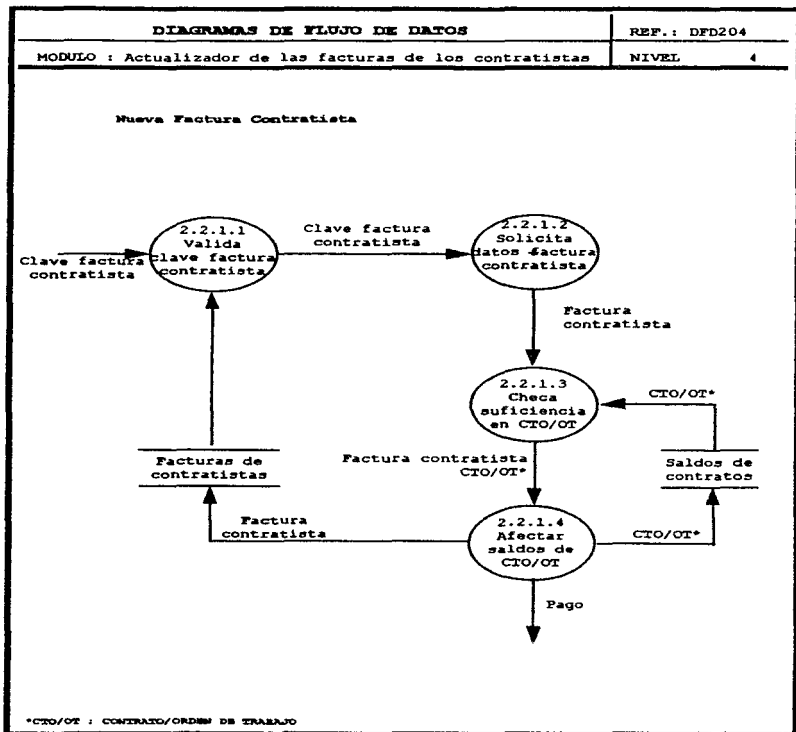 DIAGRAMAS DE FLUJO DE DATOS
REF.: DFD204
MODULO : Actualizador de las facturas de los contratistas
NIVEL 4
Nueva Factura Contratista
Clave factura
contratista
2.2.1.1
Valida
clave factura
contratista
Clave factura
contratista
2.2.1.2
Solicita
datos factura
contratista
Factura
contratista
2.2.1.3
Checa
suficiencia
en CTO/OT
CTO/OT*
Facturas de
contratistas
Factura contratista
CTO/OT*
Saldos de
contratos
Factura
contratista
2.2.1.4
Afectar
saldos de
CTO/OT
CTO/OT*
Pago
*CTO/OT : CONTRATO/ORDEN DE TRABAJO